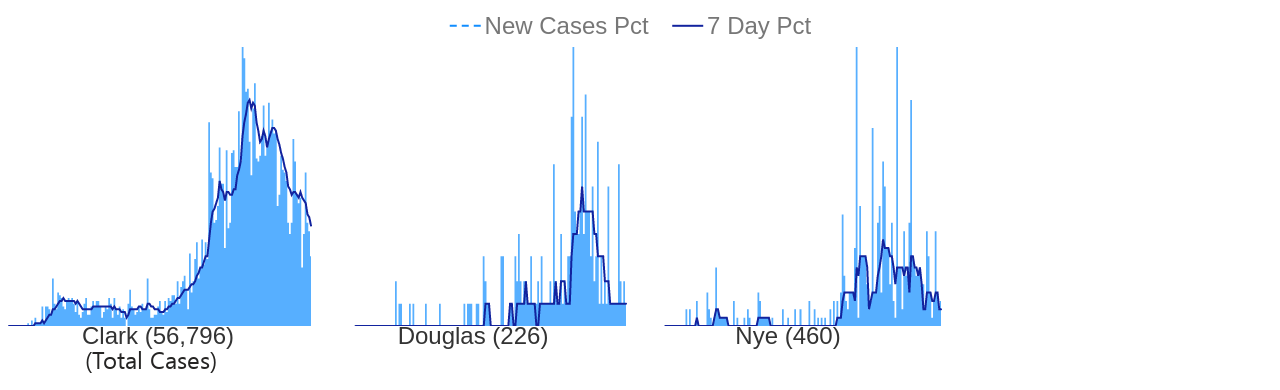 New Cases Pct 7 Day Pct
Clark (56,796) Douglas (226) Nye (460)
(Total Cases)